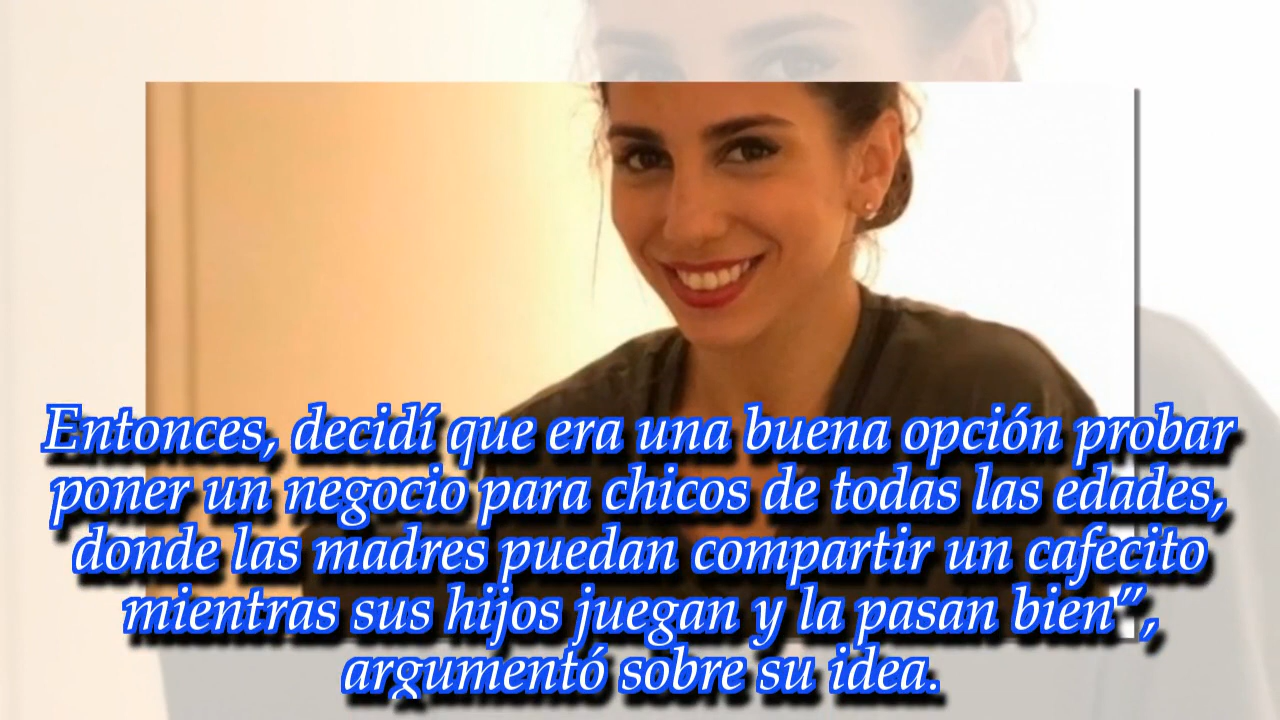 Entonces, decidí que era una buena opción probar
poner un negocio para chicos de todas las edades,
donde las madres puedan compartir un cafecito
mientras sus hijos juegan y la pasan bien”,
argumentó sobre su idea.